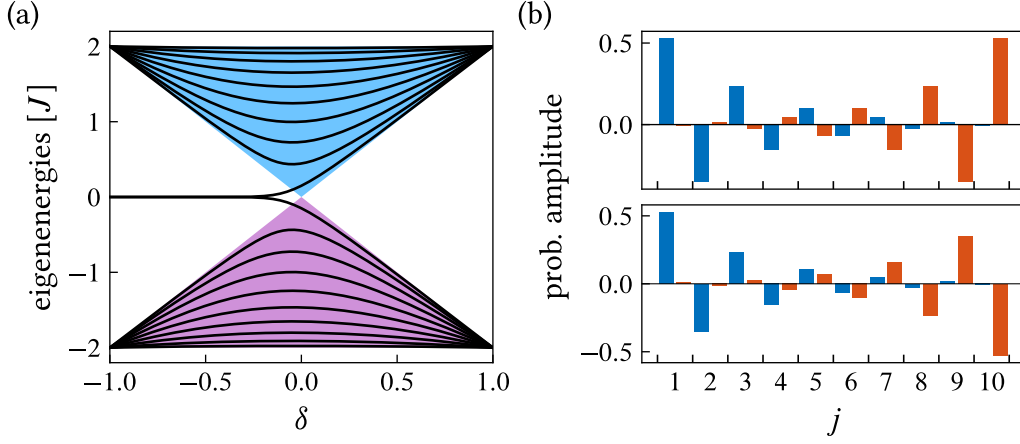 (a)
eigenenergies [J]
2
1
0
−1
−2
−1.0 −0.5 0.0 0.5 1.0
δ
(b)
prob. amplitude
0.5
0.0
0.5
0.0
−0.5
1 2 3 4 5 6 7 8 9 10
j